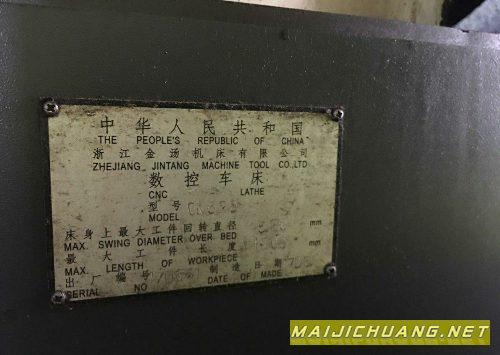 中华人民共和国
THE PEOPLE'S REPUBLIC OF CHINA
浙江金汤机床有限公司
ZHEJIANG JINTANG MACHINE TOOL CO.,LTD
数控车床
CNC LATHE
型号
MODEL
床身上最大工件回转直径 mm
MAX. SWING DIAMETER OVER BED
最大工件长度 mm
MAX. LENGTH OF WORKPIECE
出厂编号 制造日期
SERIAL NO DATE OF MADE
MAIJICHUANG.NET